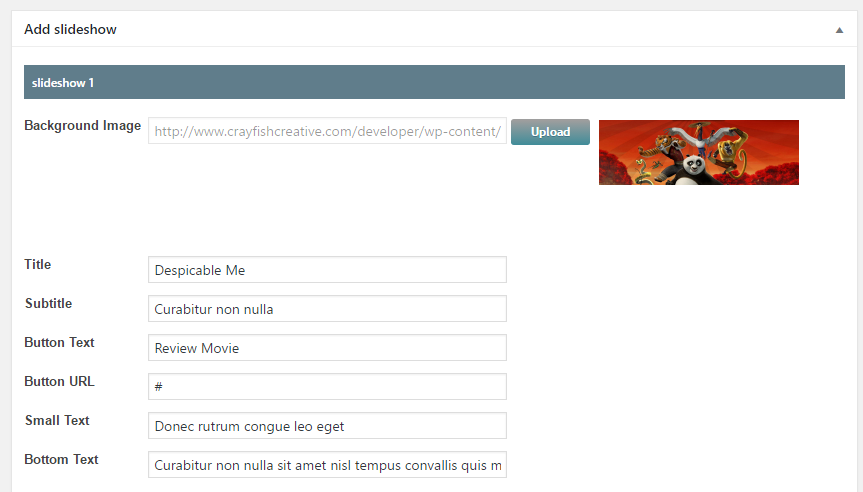 Add slideshow
slideshow 1
Background Image http://www.crayfishcreative.com/developer/wp-content/ Upload
Title Despicable Me
Subtitle Curabitur non nulla
Button Text Review Movie
Button URL #
Small Text Donec rutrum congue leo eget
Bottom Text Curabitur non nulla sit amet nisl tempus convallis quis m